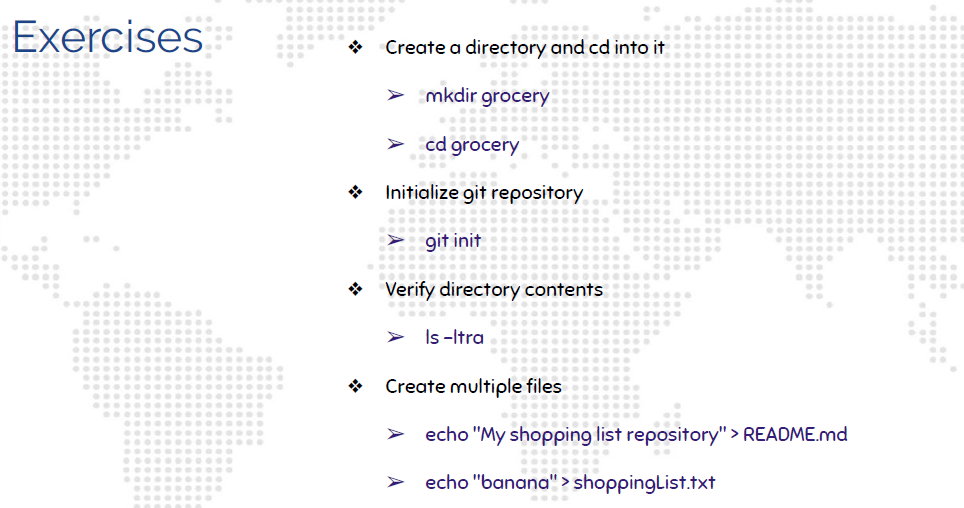 Exercises
❖ Create a directory and cd into it
➢ mkdir grocery
➢ cd grocery
❖ Initialize git repository
➢ git init
❖ Verify directory contents
➢ ls –ltra
❖ Create multiple files
➢ echo "My shopping list repository" > README.md
➢ echo "banana" > shoppingList.txt